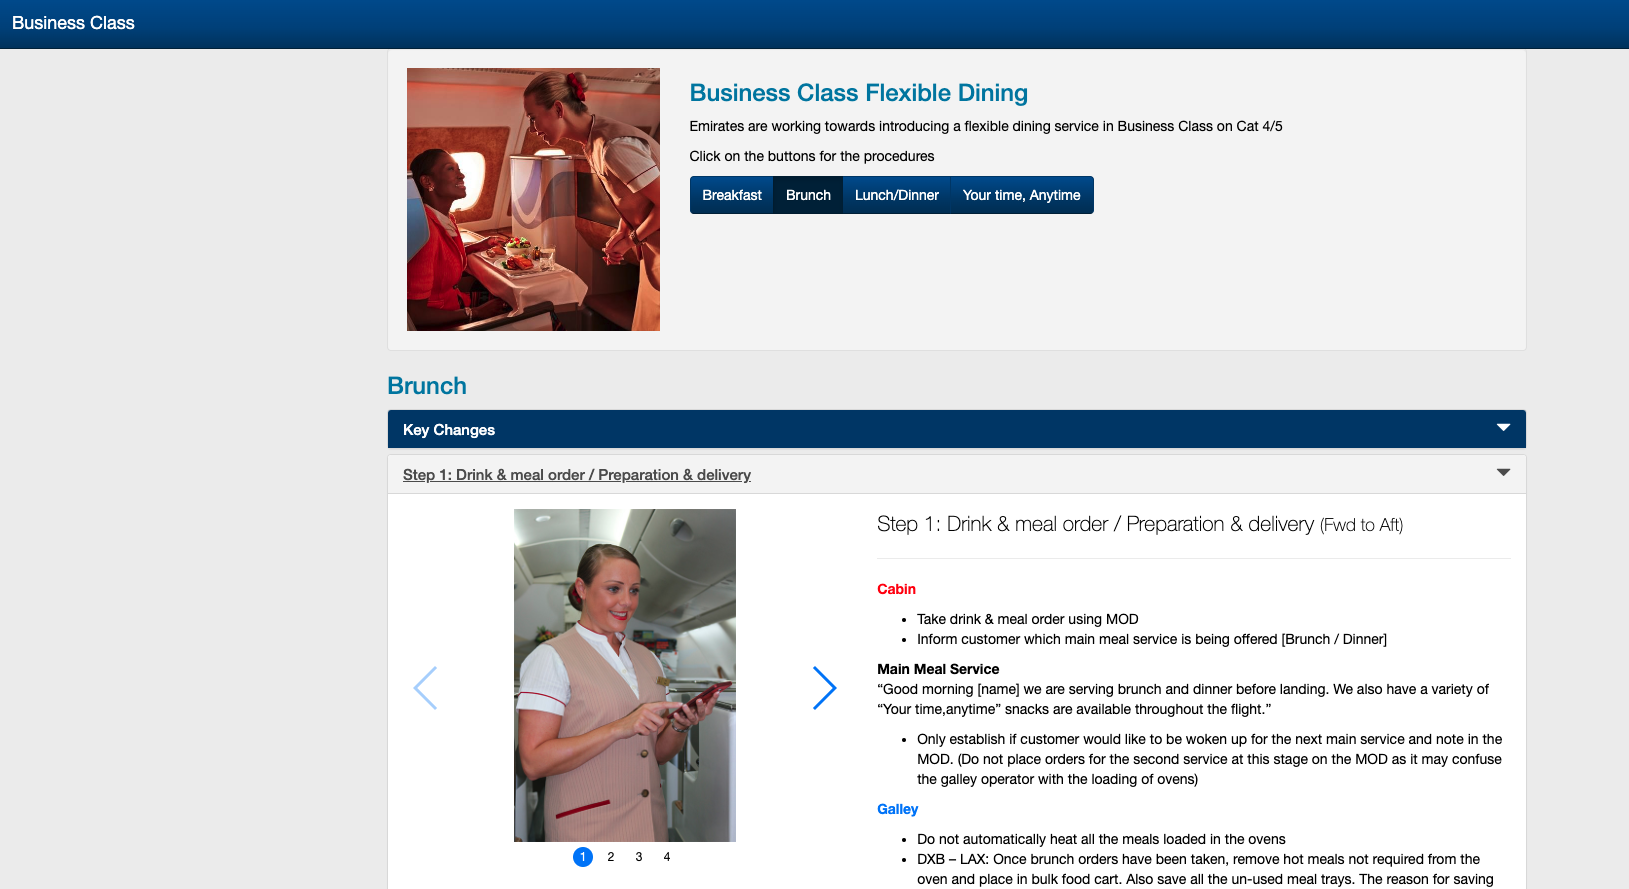 Business Class
Business Class Flexible Dining
Emirates are working towards introducing a flexible dining service in Business Class on Cat 4/5
Click on the buttons for the procedures
Breakfast Brunch Lunch/Dinner Your time, Anytime
Brunch
Key Changes
Step 1: Drink & meal order / Preparation & delivery
Step 1: Drink & meal order / Preparation & delivery (Fwd to Aft)
Cabin
• Take drink & meal order using MOD
• Inform customer which main meal service is being offered [Brunch / Dinner]
Main Meal Service
“Good morning [name] we are serving brunch and dinner before landing. We also have a variety of
“Your time,anytime” snacks are available throughout the flight.”
• Only establish if customer would like to be woken up for the next main service and note in the
MOD. (Do not place orders for the second service at this stage on the MOD as it may confuse
the galley operator with the loading of ovens)
Galley
• Do not automatically heat all the meals loaded in the ovens
• DXB – LAX: Once brunch orders have been taken, remove hot meals not required from the
oven and place in bulk food cart. Also save all the un-used meal trays. The reason for saving
1 2 3 4